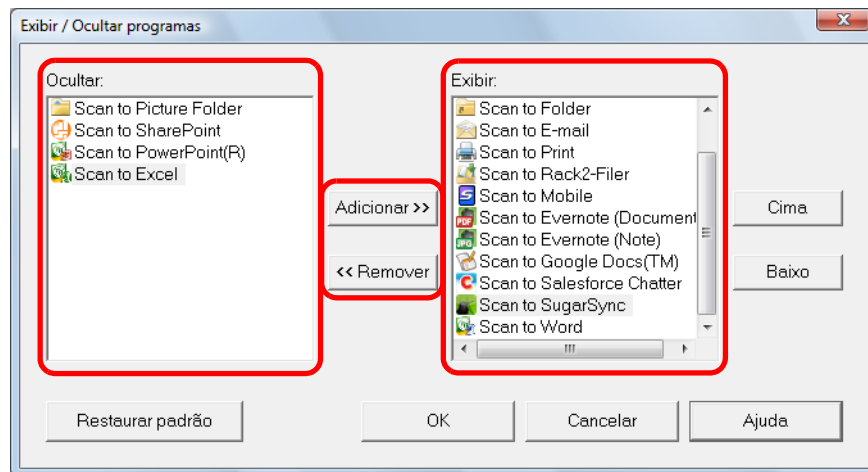 Exibir / Ocultar programas
Ocultar:
Scan to Picture Folder
Scan to SharePoint
Scan to PowerPoint(R)
Scan to Excel
Adicionar >>
<< Remover
Exibir:
Scan to Folder
Scan to E-mail
Scan to Print
Scan to Rack2-Filer
Scan to Mobile
Scan to Evernote (Document
Scan to Evernote (Note)
Scan to Google Docs(TM)
Scan to Salesforce Chatter
Scan to SugarSync
Scan to Word
Cima
Baixo
Restaurar padrão
OK
Cancelar
Ajuda